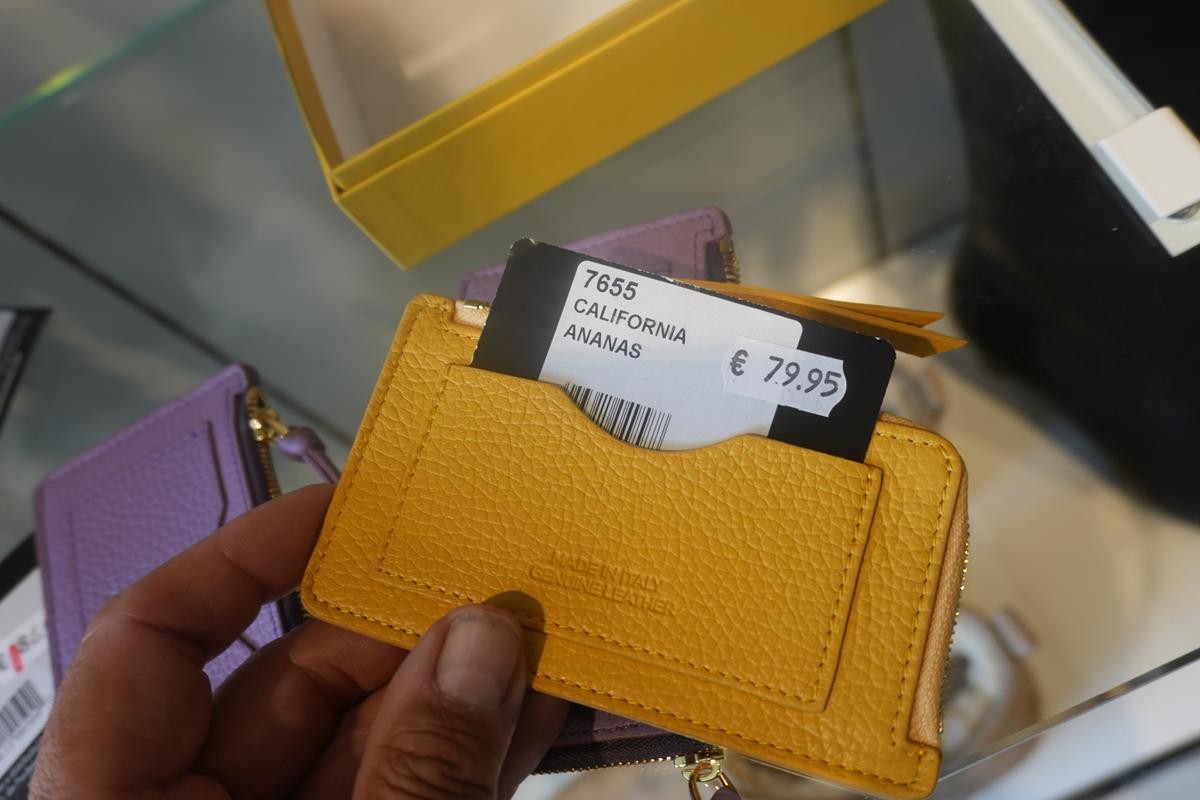 7655
CALIFORNIA
ANANAS
€ 79.95
MADE IN ITALY
GENUINE LEATHER